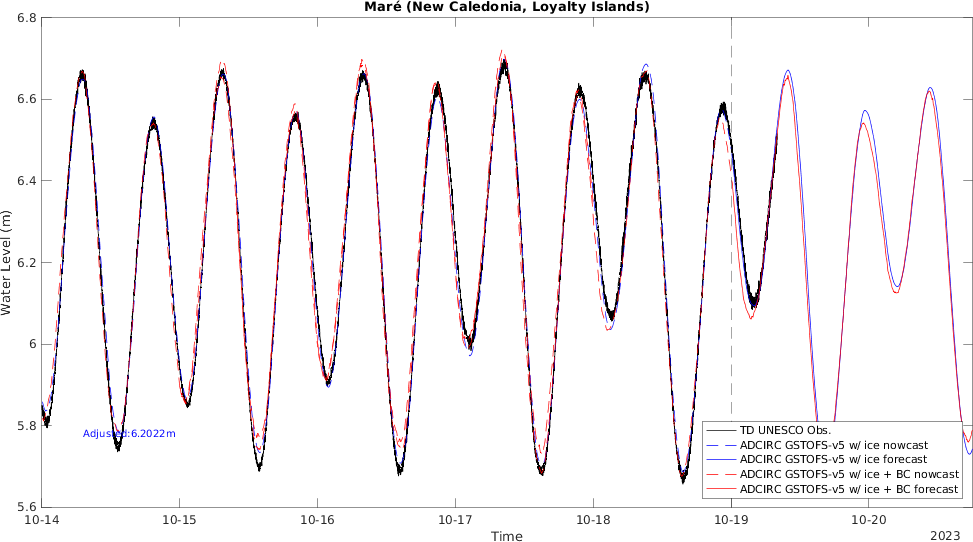 Maré (New Caledonia, Loyalty Islands)
6.8
6.6
6.4
6.2
6
5.8
5.6
Water Level (m)
Adjusted:6.2022m
TD UNESCO Obs.
ADCIRC GSTOFS-v5 w/ ice nowcast
ADCIRC GSTOFS-v5 w/ ice forecast
ADCIRC GSTOFS-v5 w/ ice + BC nowcast
ADCIRC GSTOFS-v5 w/ ice + BC forecast
10-14 10-15 10-16 10-17 10-18 10-19 10-20
Time
2023